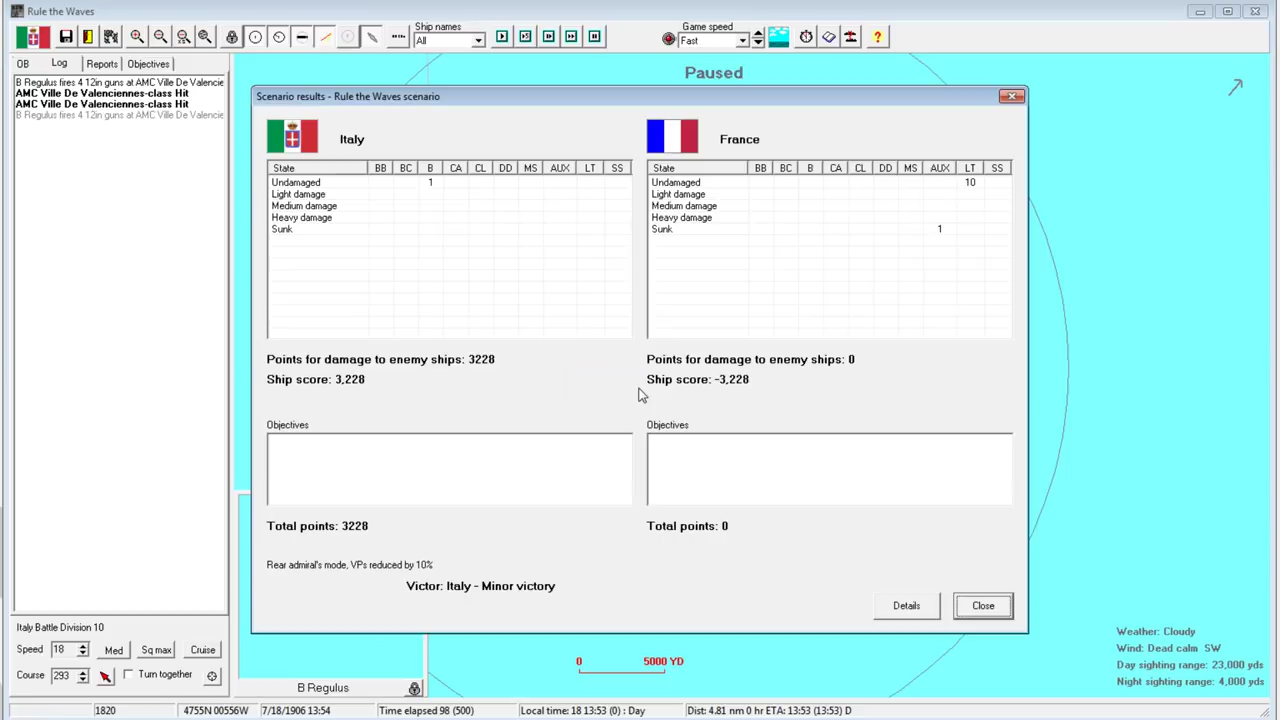 Rule the Waves
Ship names
All
Game speed
Fast
OB Log Reports Objectives
Paused
B Regulus fires 4 12in guns at AMC Ville De Valencie
AMC Ville De Valenciennes-class Hit
AMC Ville De Valenciennes-class Hit
B Regulus fires 4 12in guns at AMC Ville De Valencie
Scenario results - Rule the Waves scenario
Italy
State BB BC B CA CL DD MS AUX LT SS
Undamaged 1
Light damage
Medium damage
Heavy damage
Sunk
Points for damage to enemy ships: 3228
Ship score: 3,228
Objectives
Total points: 3228
France
State BB BC B CA CL DD MS AUX LT SS
Undamaged 10
Light damage
Medium damage
Heavy damage
Sunk 1
Points for damage to enemy ships: 0
Ship score: -3,228
Objectives
Total points: 0
Rear admiral's mode, VPs reduced by 10%
Victor: Italy - Minor victory
Details Close
Italy Battle Division 10
Speed 18 Med Sq max Cruise
Course 293 Turn together
B Regulus
0 5000 YD
Weather: Cloudy
Wind: Dead calm SW
Day sighting range: 23,000 yds
Night sighting range: 4,000 yds
1820 4755N 00556W 7/18/1906 13:54 Time elapsed 98 (500) Local time: 18 13:53 (0) : Day Dist: 4.81 nm 0 hr ETA: 13:53 (13:53) D